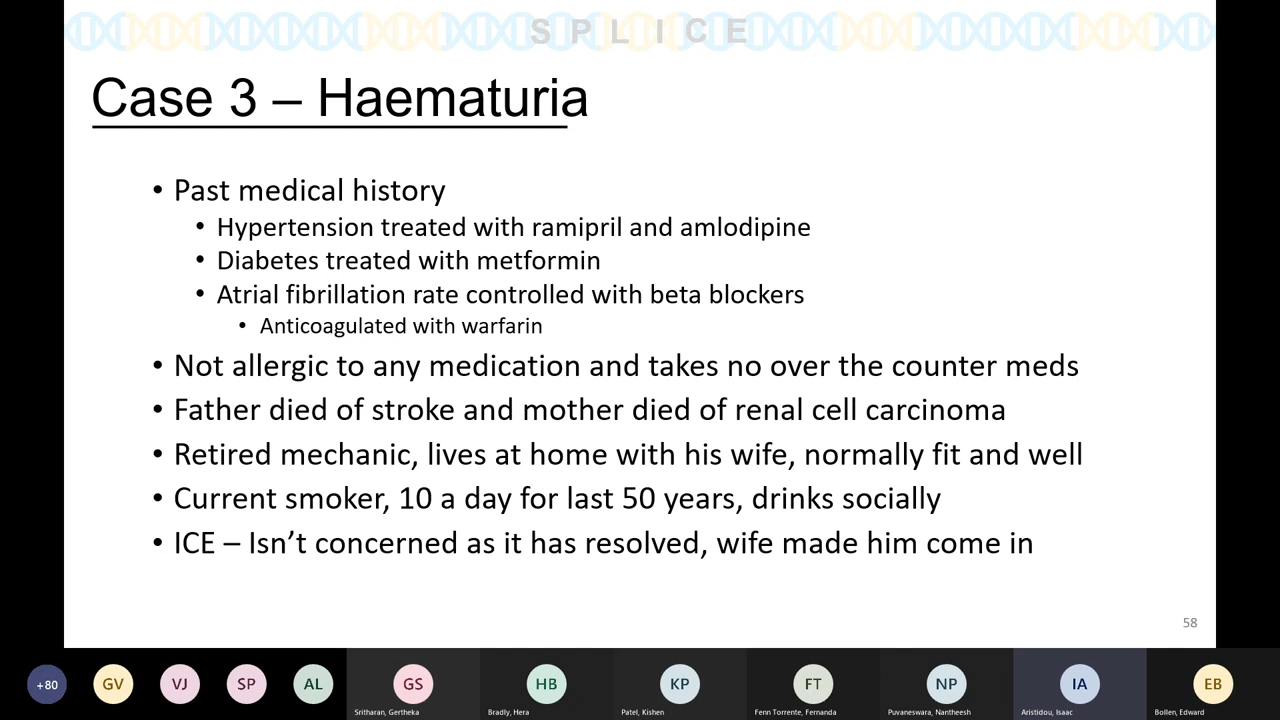 SPLICE
Case 3 – Haematuria
• Past medical history
• Hypertension treated with ramipril and amlodipine
• Diabetes treated with metformin
• Atrial fibrillation rate controlled with beta blockers
• Anticoagulated with warfarin
• Not allergic to any medication and takes no over the counter meds
• Father died of stroke and mother died of renal cell carcinoma
• Retired mechanic, lives at home with his wife, normally fit and well
• Current smoker, 10 a day for last 50 years, drinks socially
• ICE – Isn’t concerned as it has resolved, wife made him come in
58
+80 GV VJ SP AL GS HB KP FT NP IA EB
Sritharan, Gertheka Bradly, Hera Patel, Kishen Fenn Torrente, Fernanda Puvaneswara, Nantheesh Aristidou, Isaac Bollen, Edward